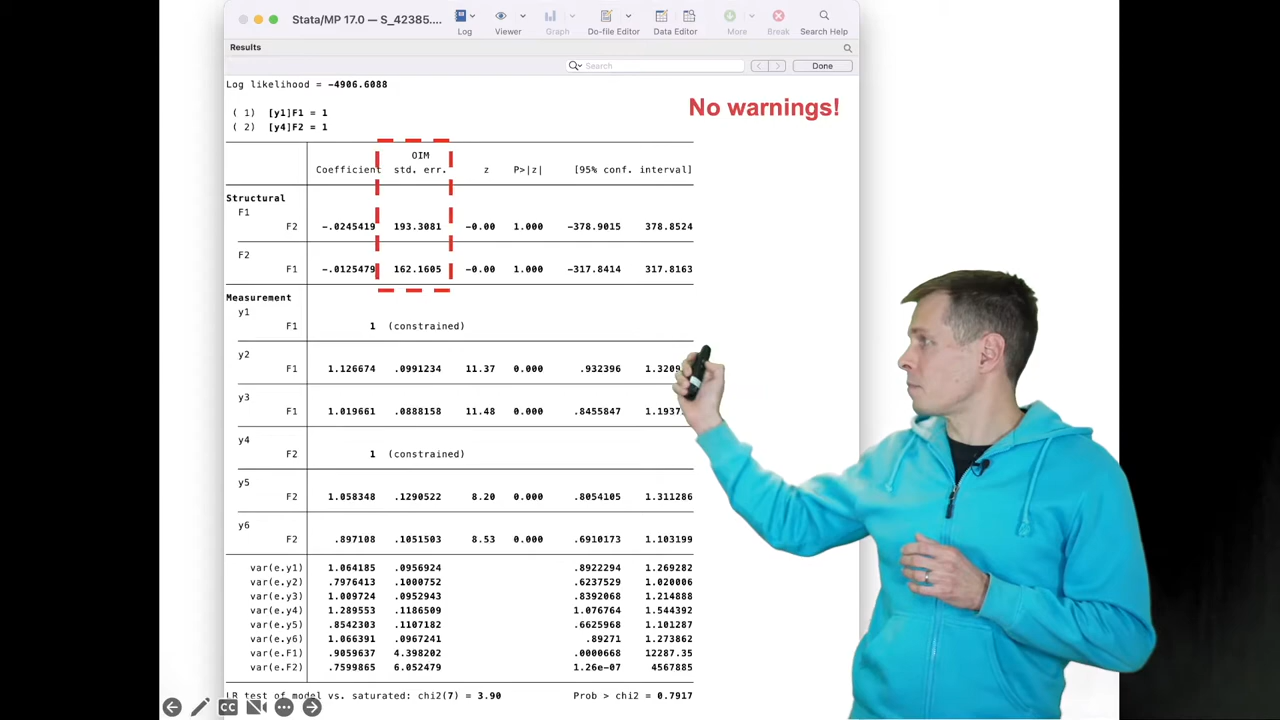 Stata/MP 17.0 — S_42385....
Log Viewer Graph Do-file Editor Data Editor More Break Search Help
Results
Search Done
Log likelihood = -4906.6088
No warnings!
( 1) [y1]F1 = 1
( 2) [y4]F2 = 1
OIM
Coefficient std. err. z P>|z| [95% conf. interval]
Structural
F1
F2 -.0245419 193.3081 -0.00 1.000 -378.9015 378.8524
F2
F1 -.0125479 162.1605 -0.00 1.000 -317.8414 317.8163
Measurement
y1
F1 1 (constrained)
y2
F1 1.126674 .0991234 11.37 0.000 .932396
y3
F1 1.019661 .0888158 11.48 0.000 .8455847
y4
F2 1 (constrained)
y5
F2 1.058348 .1290522 8.20 0.000 .8054105 1.311286
y6
F2 .897108 .1051503 8.53 0.000 .6910173 1.103199
var(e.y1) 1.064185 .0956924 .8922294 1.269282
var(e.y2) .7976413 .1000752 .6237529 1.020006
var(e.y3) 1.009724 .0952943 .8392068 1.214888
var(e.y4) 1.289553 .1186509 1.076764 1.544392
var(e.y5) .8542303 .1107182 .6625968 1.101287
var(e.y6) 1.066391 .0967241 .89271 1.273862
var(e.F1) .9059637 4.398202 .0000668 12287.35
var(e.F2) .7599865 6.052479 1.26e-07 4567885
LR test of model vs. saturated: chi2(7) = 3.90 Prob > chi2 = 0.7917
CC